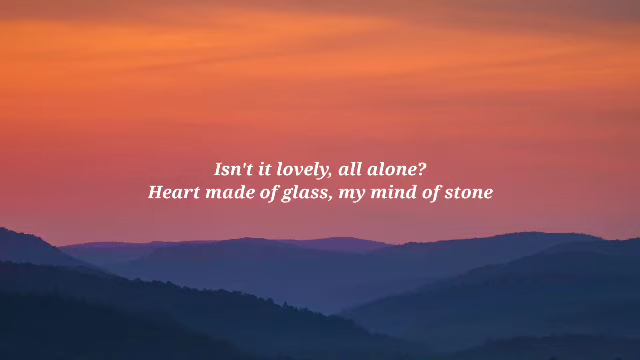 Isn't it lovely, all alone?
Heart made of glass, my mind of stone